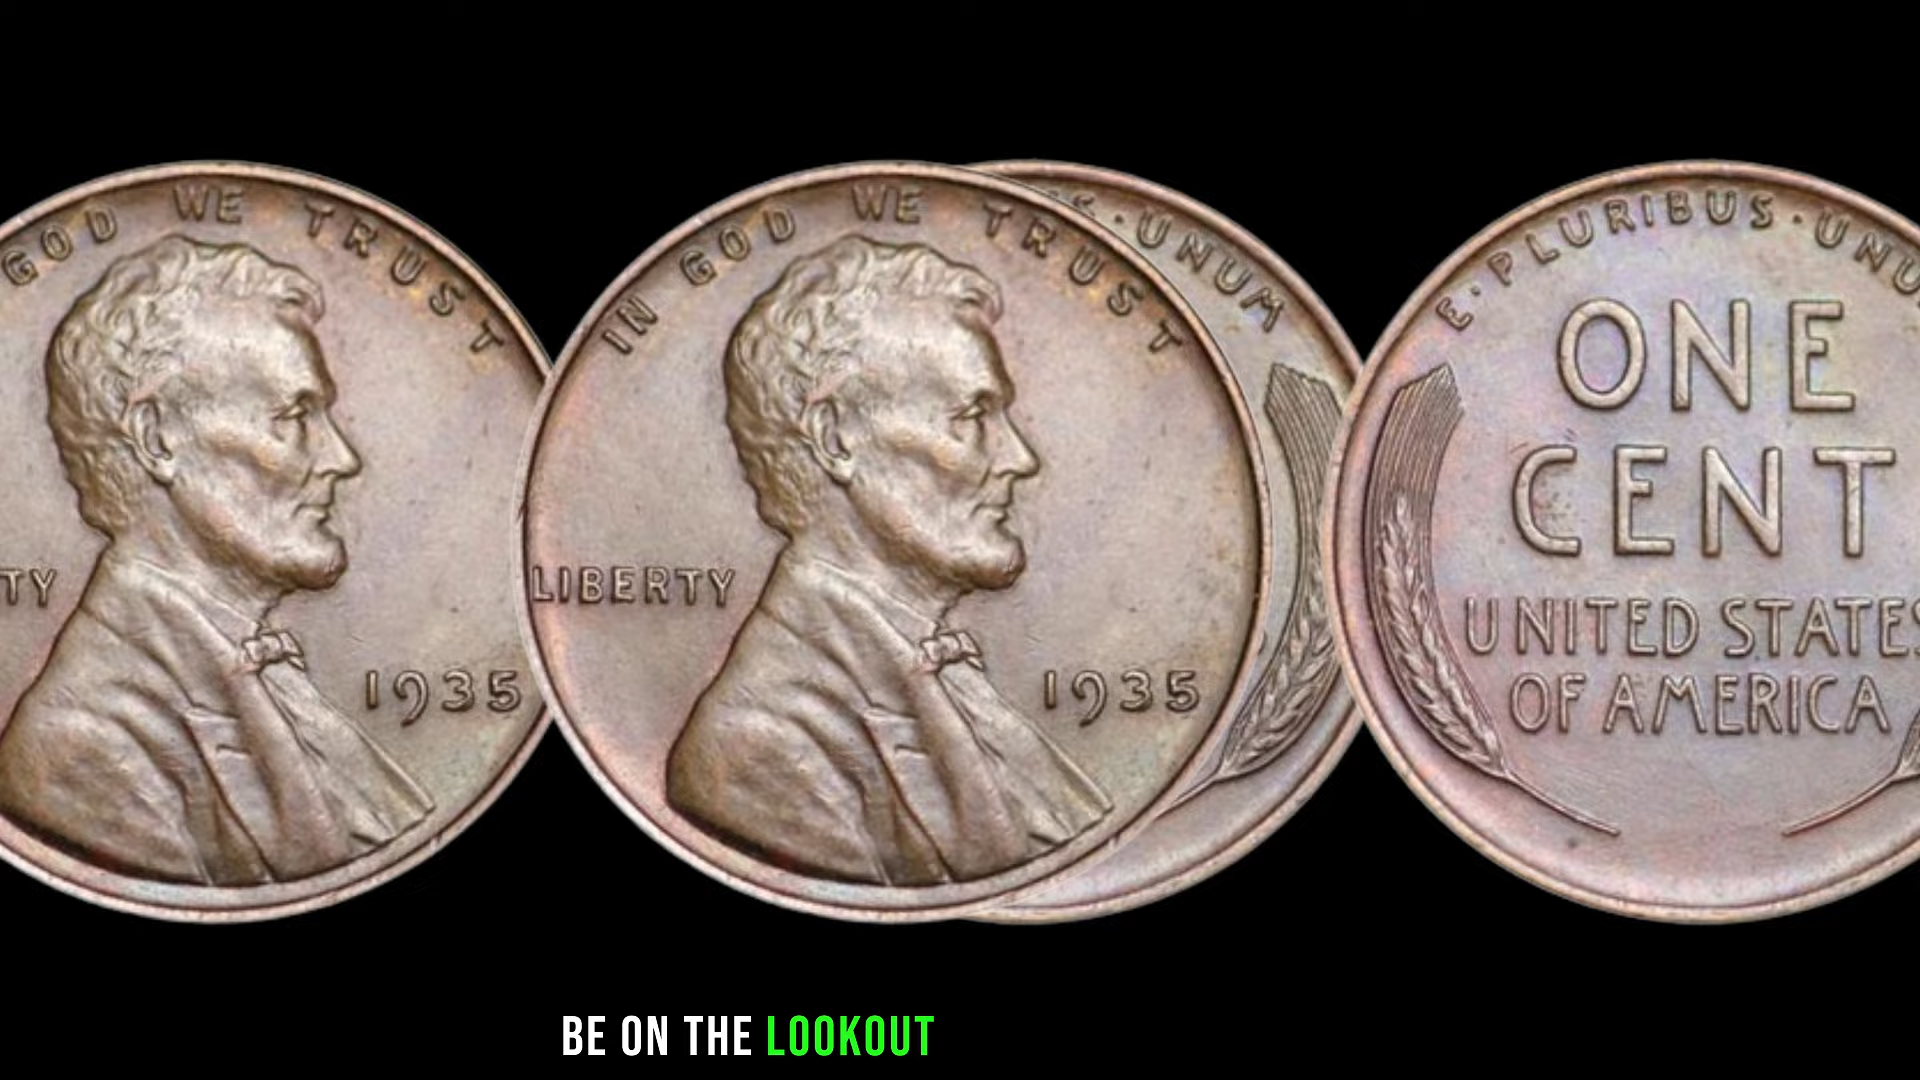 GOD WE TRUST
TY
1935
IN GOD WE TRUST
LIBERTY
1935
S · UNUM
E · PLURIBUS · UNU
ONE
CENT
UNITED STATES
OF AMERICA
BE ON THE LOOKOUT